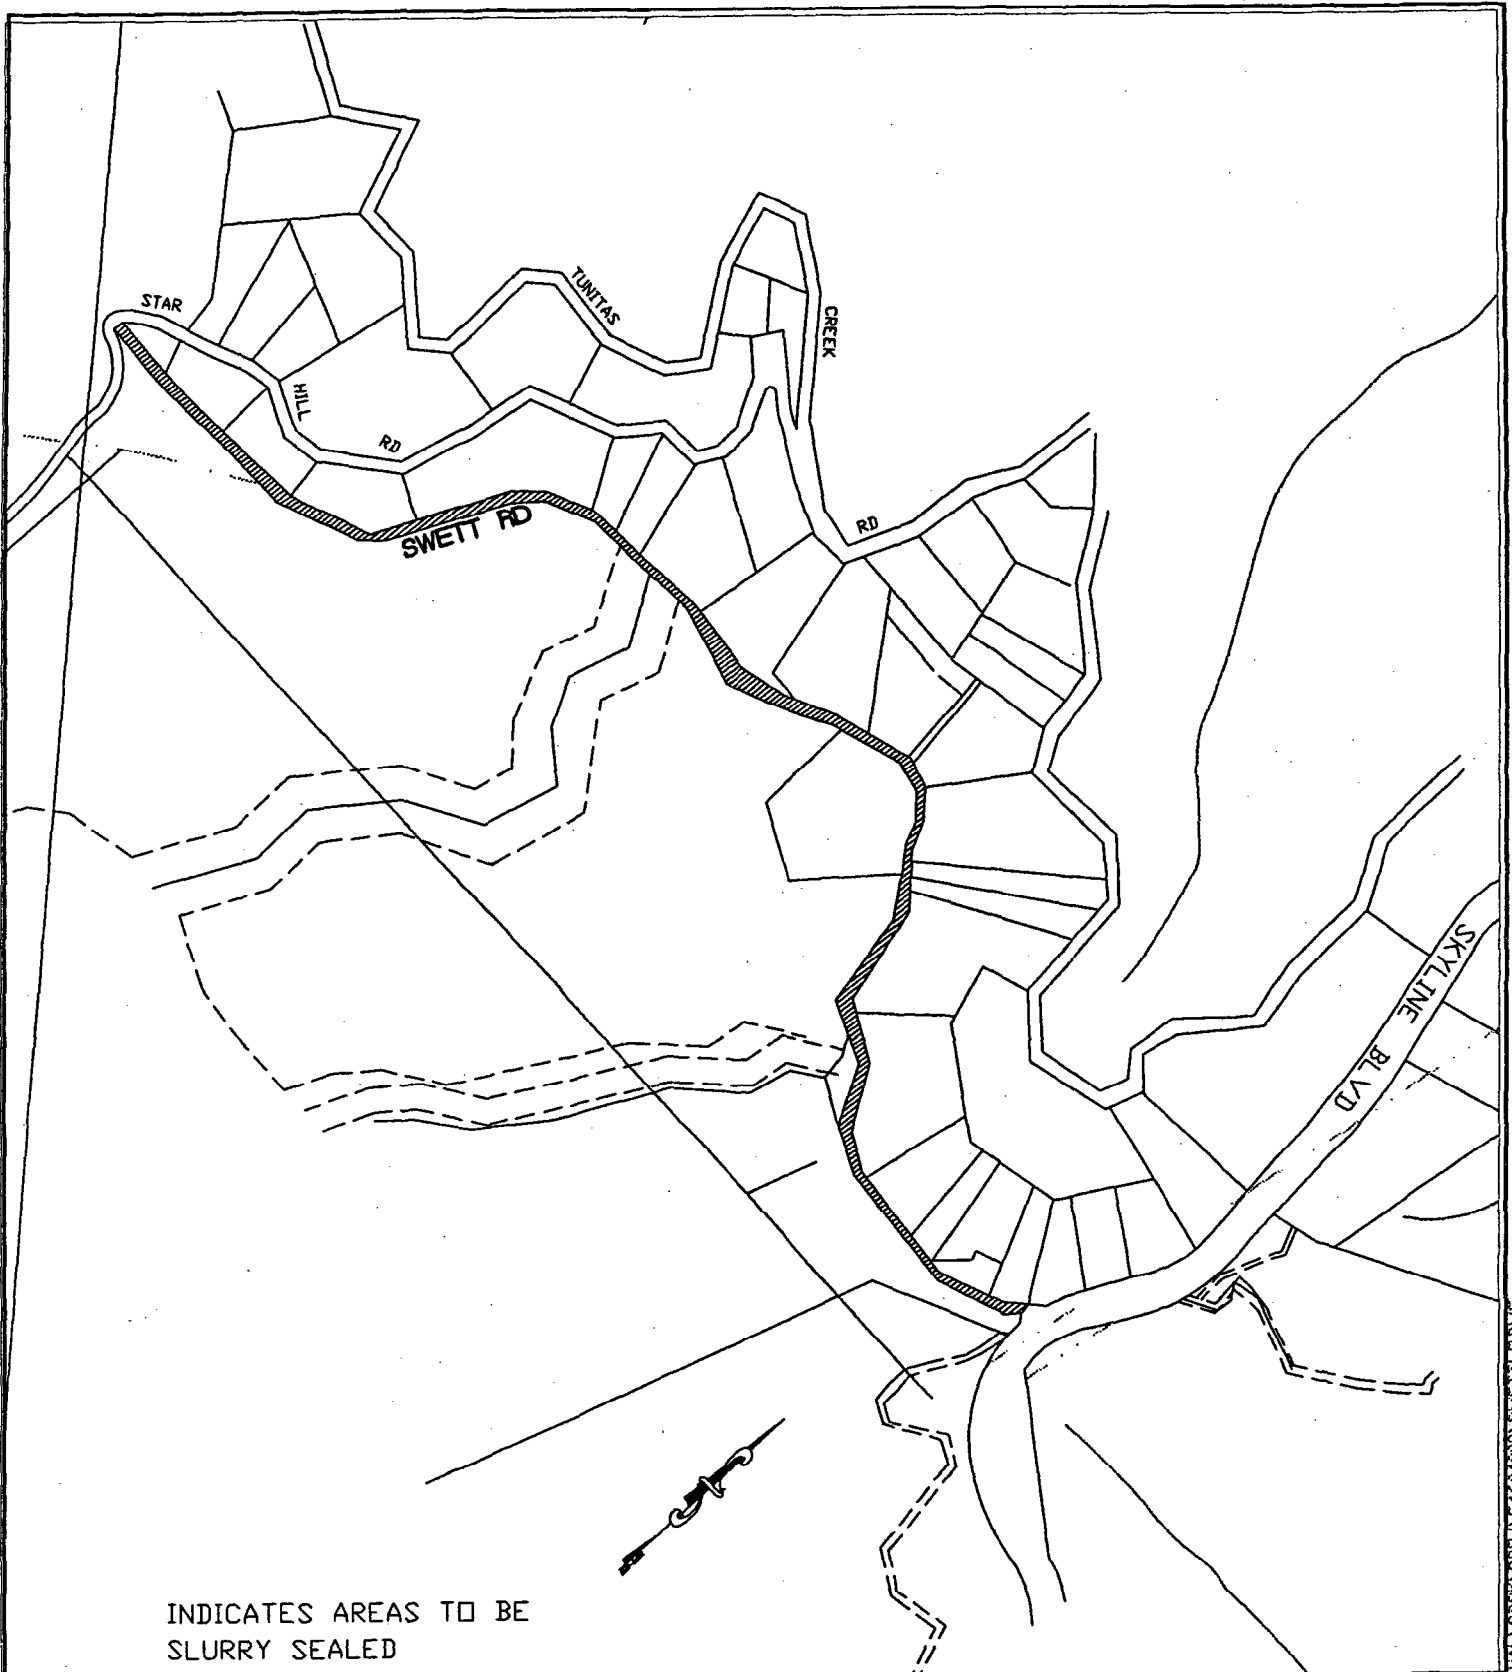 STAR
HILL
RD
TUNITAS
CREEK
RD
SWETT RD
SKYLINE BLVD
INDICATES AREAS TO BE
SLURRY SEALED